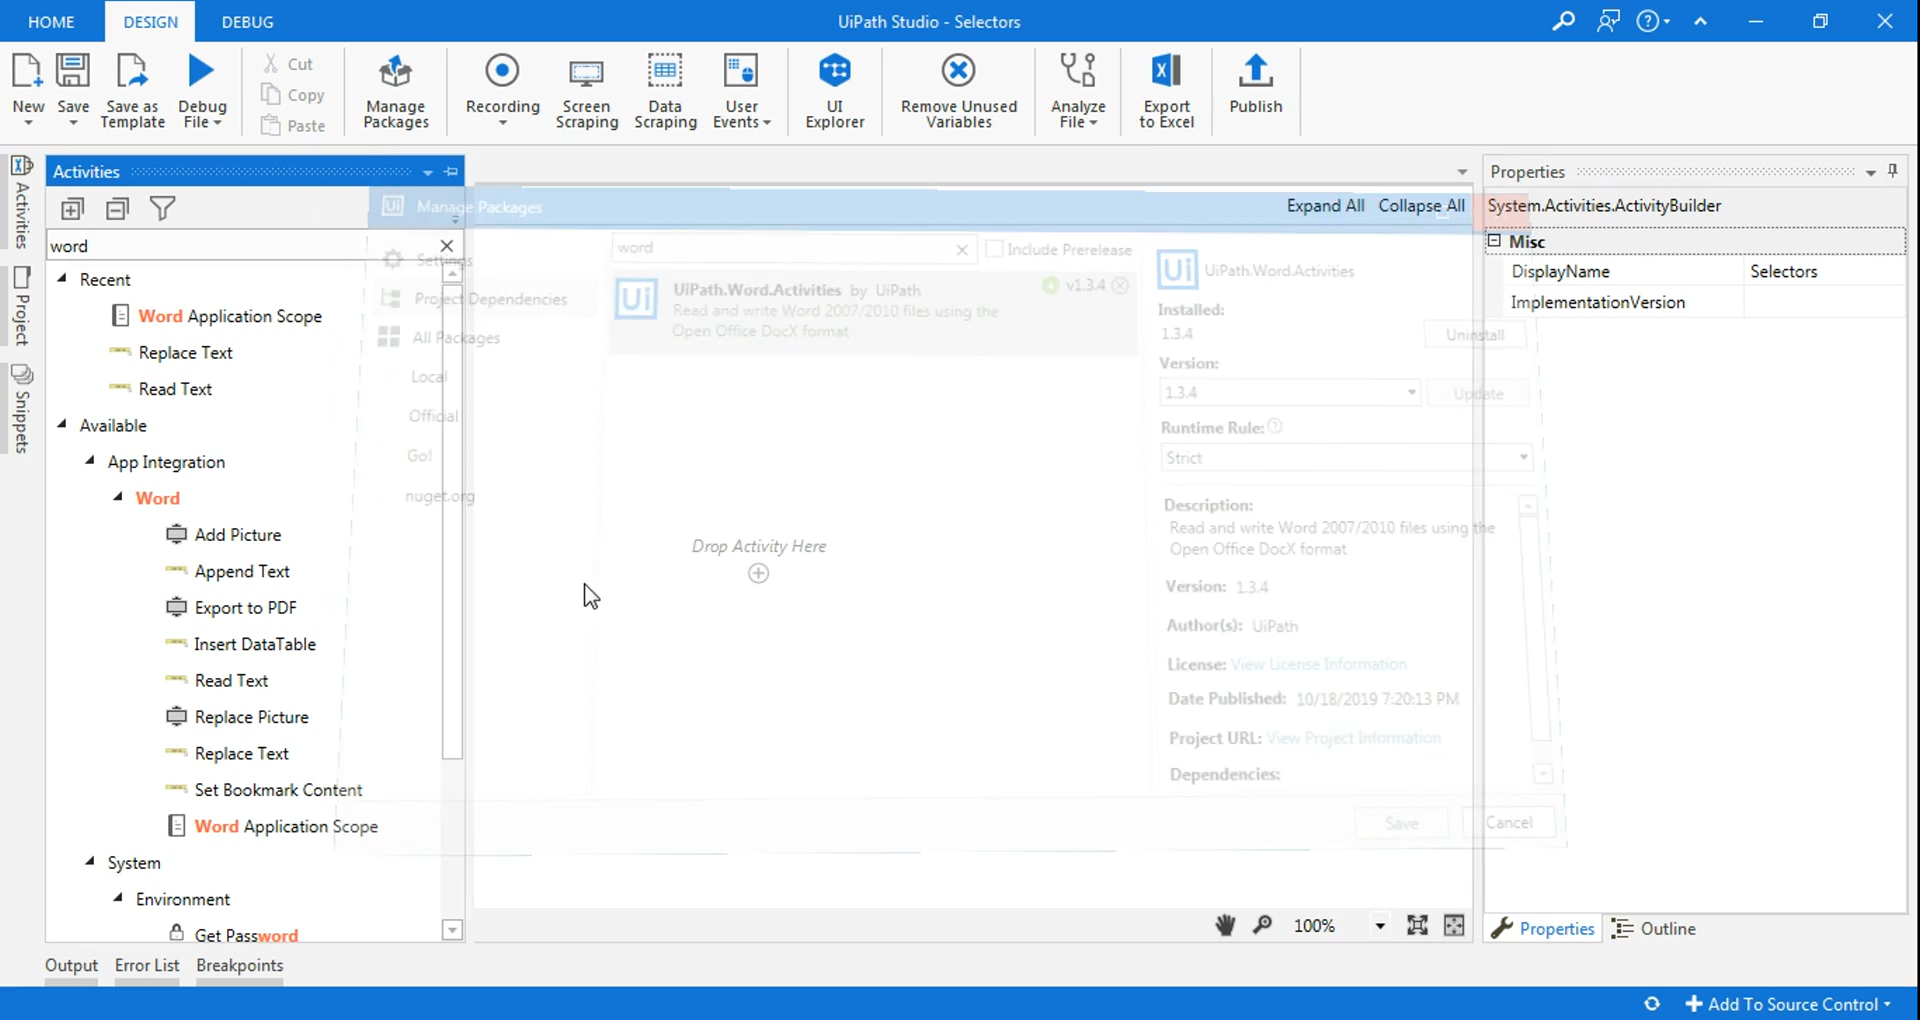 HOME
DESIGN
DEBUG
UiPath Studio - Selectors
New
Save
Save as
Template
Debug
File
Cut
Copy
Paste
Manage
Packages
Recording
Screen
Scraping
Data
Scraping
User
Events
UI
Explorer
Remove Unused
Variables
Analyze
File
Export
to Excel
Publish
Activities
Project
Snippets
Activities
word
Recent
Word Application Scope
Replace Text
Read Text
Available
App Integration
Word
Add Picture
Append Text
Export to PDF
Insert DataTable
Read Text
Replace Picture
Replace Text
Set Bookmark Content
Word Application Scope
System
Environment
Get Password
Expand All
Collapse All
Ui Manage Packages
Settings
Project Dependencies
All Packages
Local
Official
Go!
nuget.org
word
Include Prerelease
Ui
UiPath.Word.Activities by UiPath
v1.3.4
Read and write Word 2007/2010 files using the
Open Office DocX format
Drop Activity Here
Ui UiPath.Word.Activities
Installed:
1.3.4
Uninstall
Version:
1.3.4
Update
Runtime Rule:
Strict
Description:
Read and write Word 2007/2010 files using the
Open Office DocX format
Version: 1.3.4
Author(s): UiPath
License: View License Information
Date Published: 10/18/2019 7:20:13 PM
Project URL: View Project Information
Dependencies:
Save
Cancel
100%
Properties
System.Activities.ActivityBuilder
Misc
DisplayName
Selectors
ImplementationVersion
Properties
Outline
Output
Error List
Breakpoints
Add To Source Control